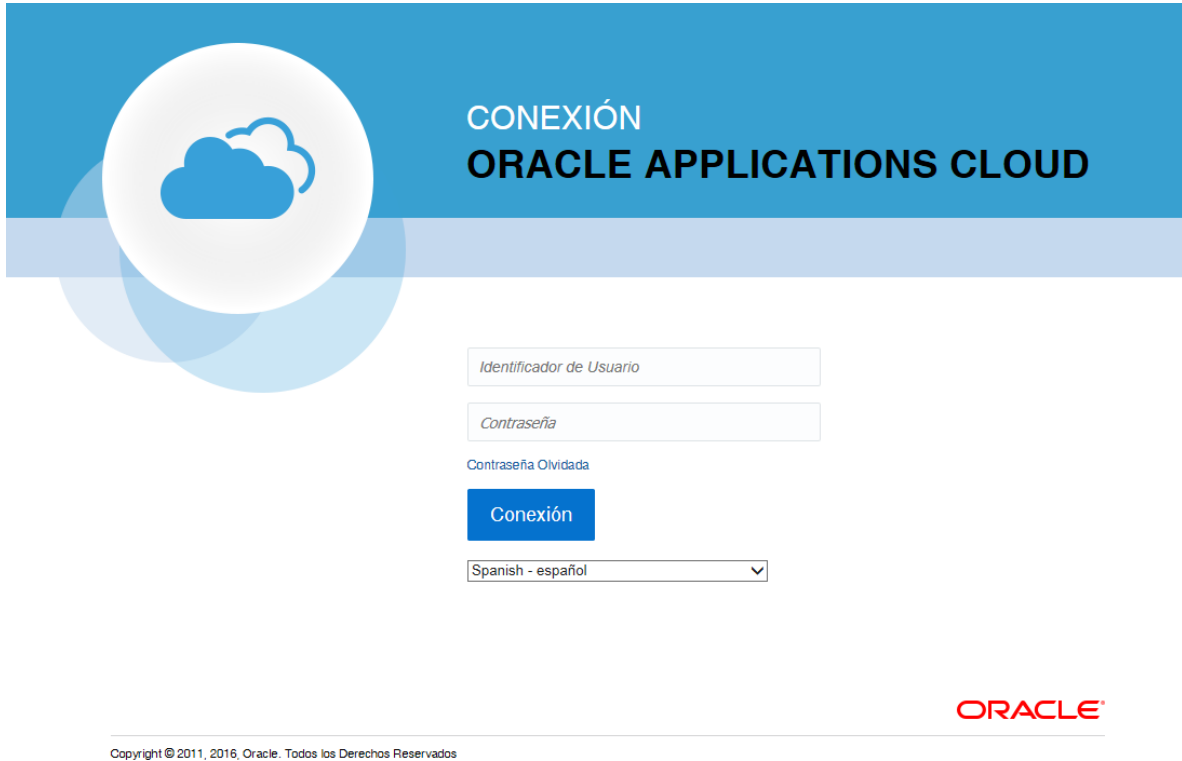 CONEXIÓN
ORACLE APPLICATIONS CLOUD
Identificador de Usuario
Contraseña
Contraseña Olvidada
Conexión
Spanish - español
ORACLE®
Copyright © 2011, 2016, Oracle. Todos los Derechos Reservados